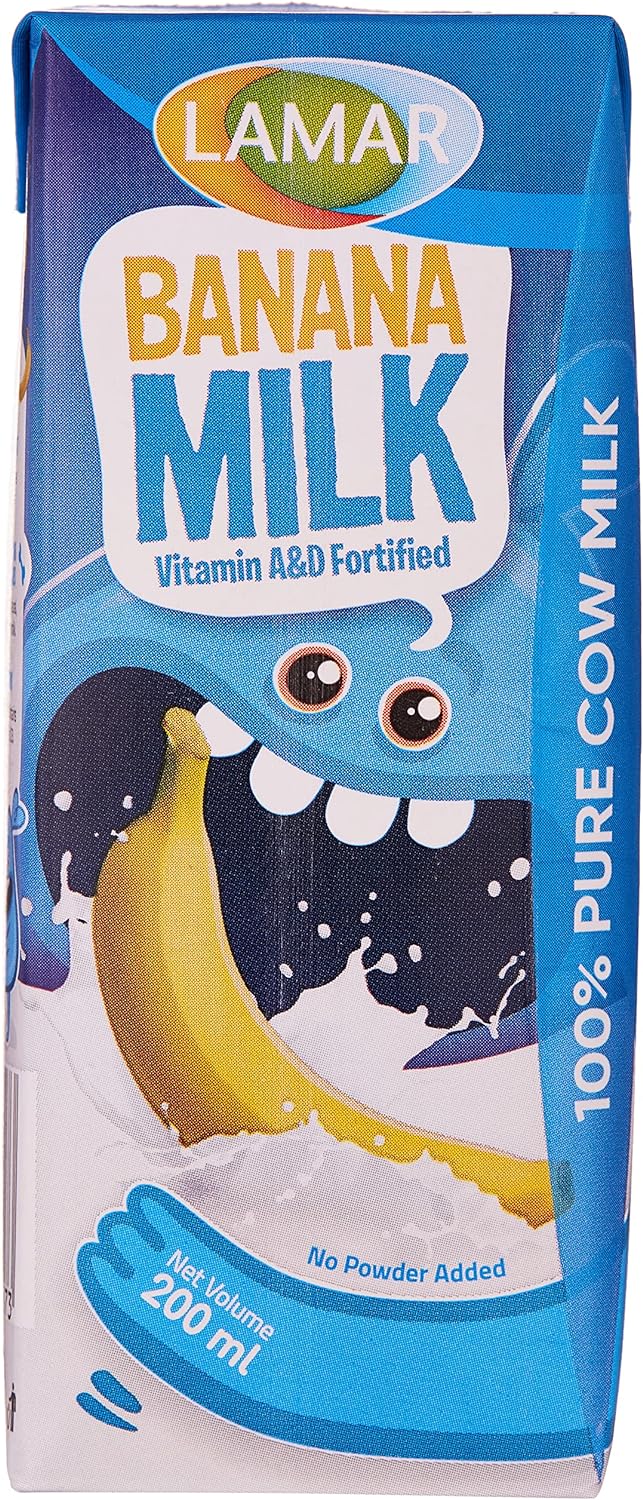 LAMAR
BANANA
MILK
Vitamin A&D Fortified
100% PURE COW MILK
No Powder Added
Net Volume
200 ml